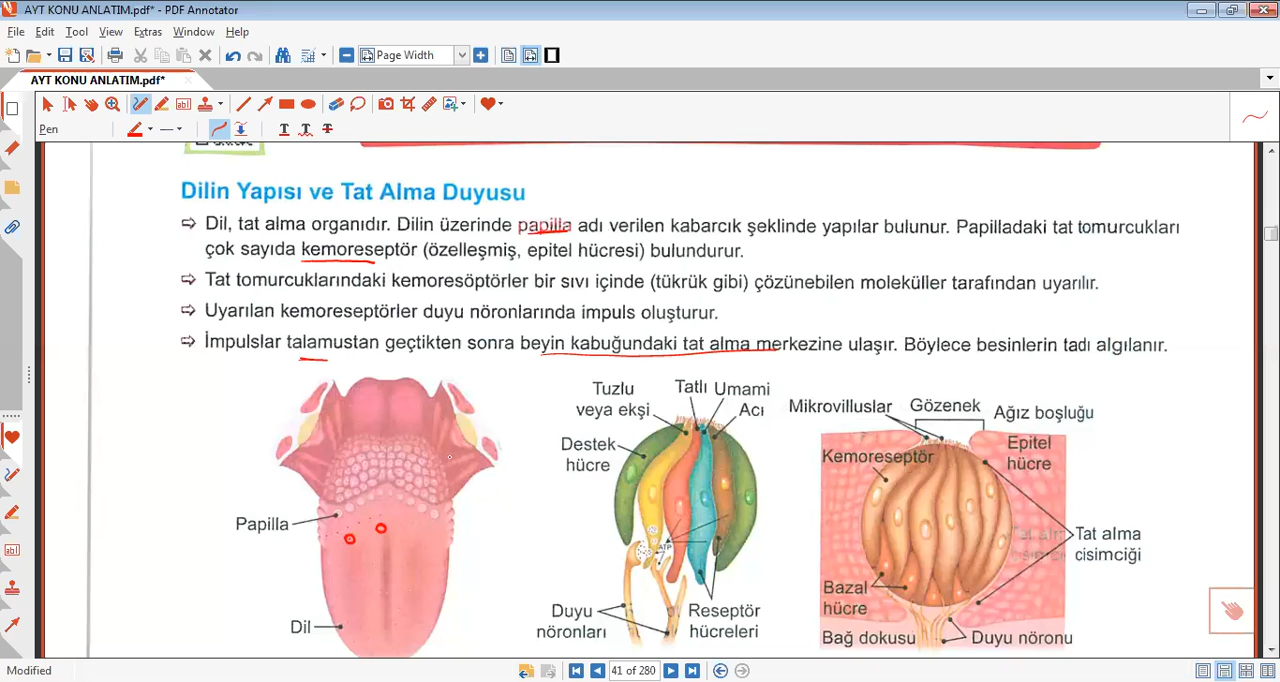 AYT KONU ANLATIM.pdf* - PDF Annotator
File Edit Tool View Extras Window Help
Page Width
AYT KONU ANLATIM.pdf*
Pen
Dilin Yapısı ve Tat Alma Duyusu
⇨ Dil, tat alma organıdır. Dilin üzerinde papilla adı verilen kabarcık şeklinde yapılar bulunur. Papilladaki tat tomurcukları
çok sayıda kemoreseptör (özelleşmiş, epitel hücresi) bulundurur.
⇨ Tat tomurcuklarındaki kemoresöptörler bir sıvı içinde (tükrük gibi) çözünebilen moleküller tarafından uyarılır.
⇨ Uyarılan kemoreseptörler duyu nöronlarında impuls oluşturur.
⇨ İmpulslar talamustan geçtikten sonra beyin kabuğundaki tat alma merkezine ulaşır. Böylece besinlerin tadı algılanır.
Papilla
Dil
Tuzlu
veya ekşi
Tatlı
Umami
Acı
Destek
hücre
ATP
Duyu
nöronları
Reseptör
hücreleri
Mikrovilluslar
Gözenek
Ağız boşluğu
Kemoreseptör
Epitel
hücre
Tat alma
cisimciği
Bazal
hücre
Bağ dokusu
Duyu nöronu
Modified
41 of 280